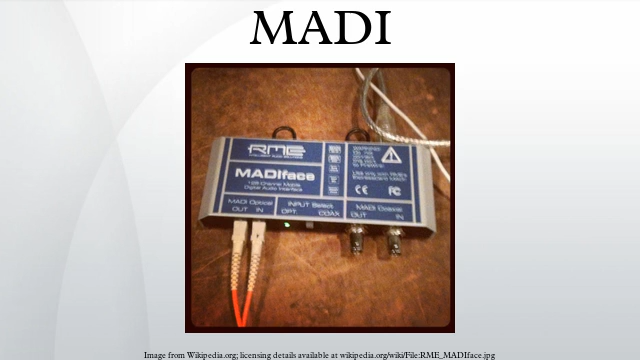 MADI
RME
MADIface
128 Channel Mobile
Digital Audio Interface
MADI Optical
OUT IN
INPUT Select
OPT. COAX
MADI Coaxial
OUT IN
CE FC
Image from Wikipedia.org; licensing details available at wikipedia.org/wiki/File:RME_MADIface.jpg